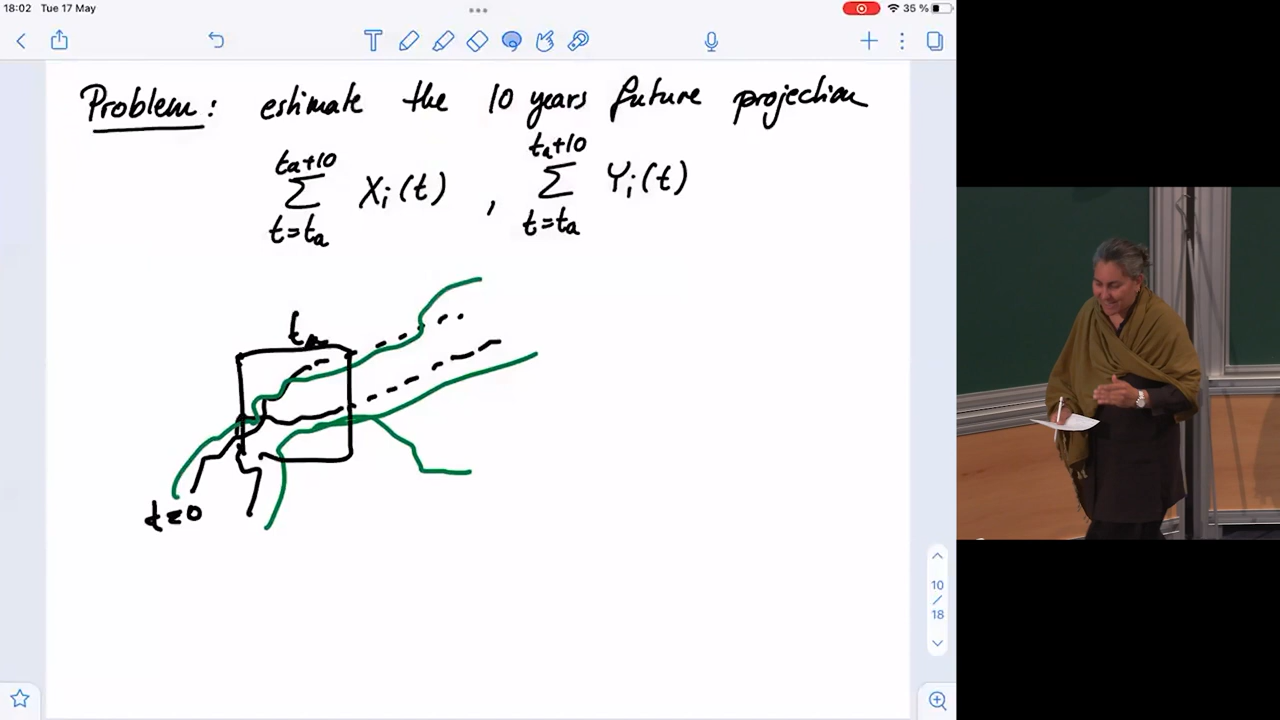 18:02 Tue 17 May
35 %
Problem: estimate the 10 years future projection
ta+10 ta+10
∑ Xi(t) , ∑ Yi(t)
t=ta t=ta
ta
t=0
10
/
18